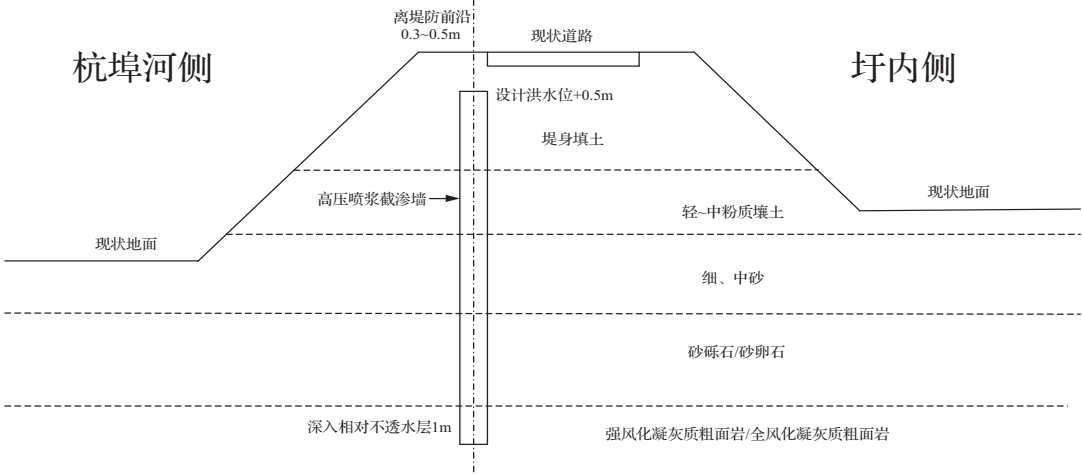 离堤防前沿
0.3~0.5m
现状道路
杭埠河侧
圩内侧
设计洪水位+0.5m
堤身填土
高压喷浆截渗墙
现状地面
轻~中粉质壤土
现状地面
细、中砂
砂砾石/砂卵石
深入相对不透水层1m
强风化凝灰质粗面岩/全风化凝灰质粗面岩